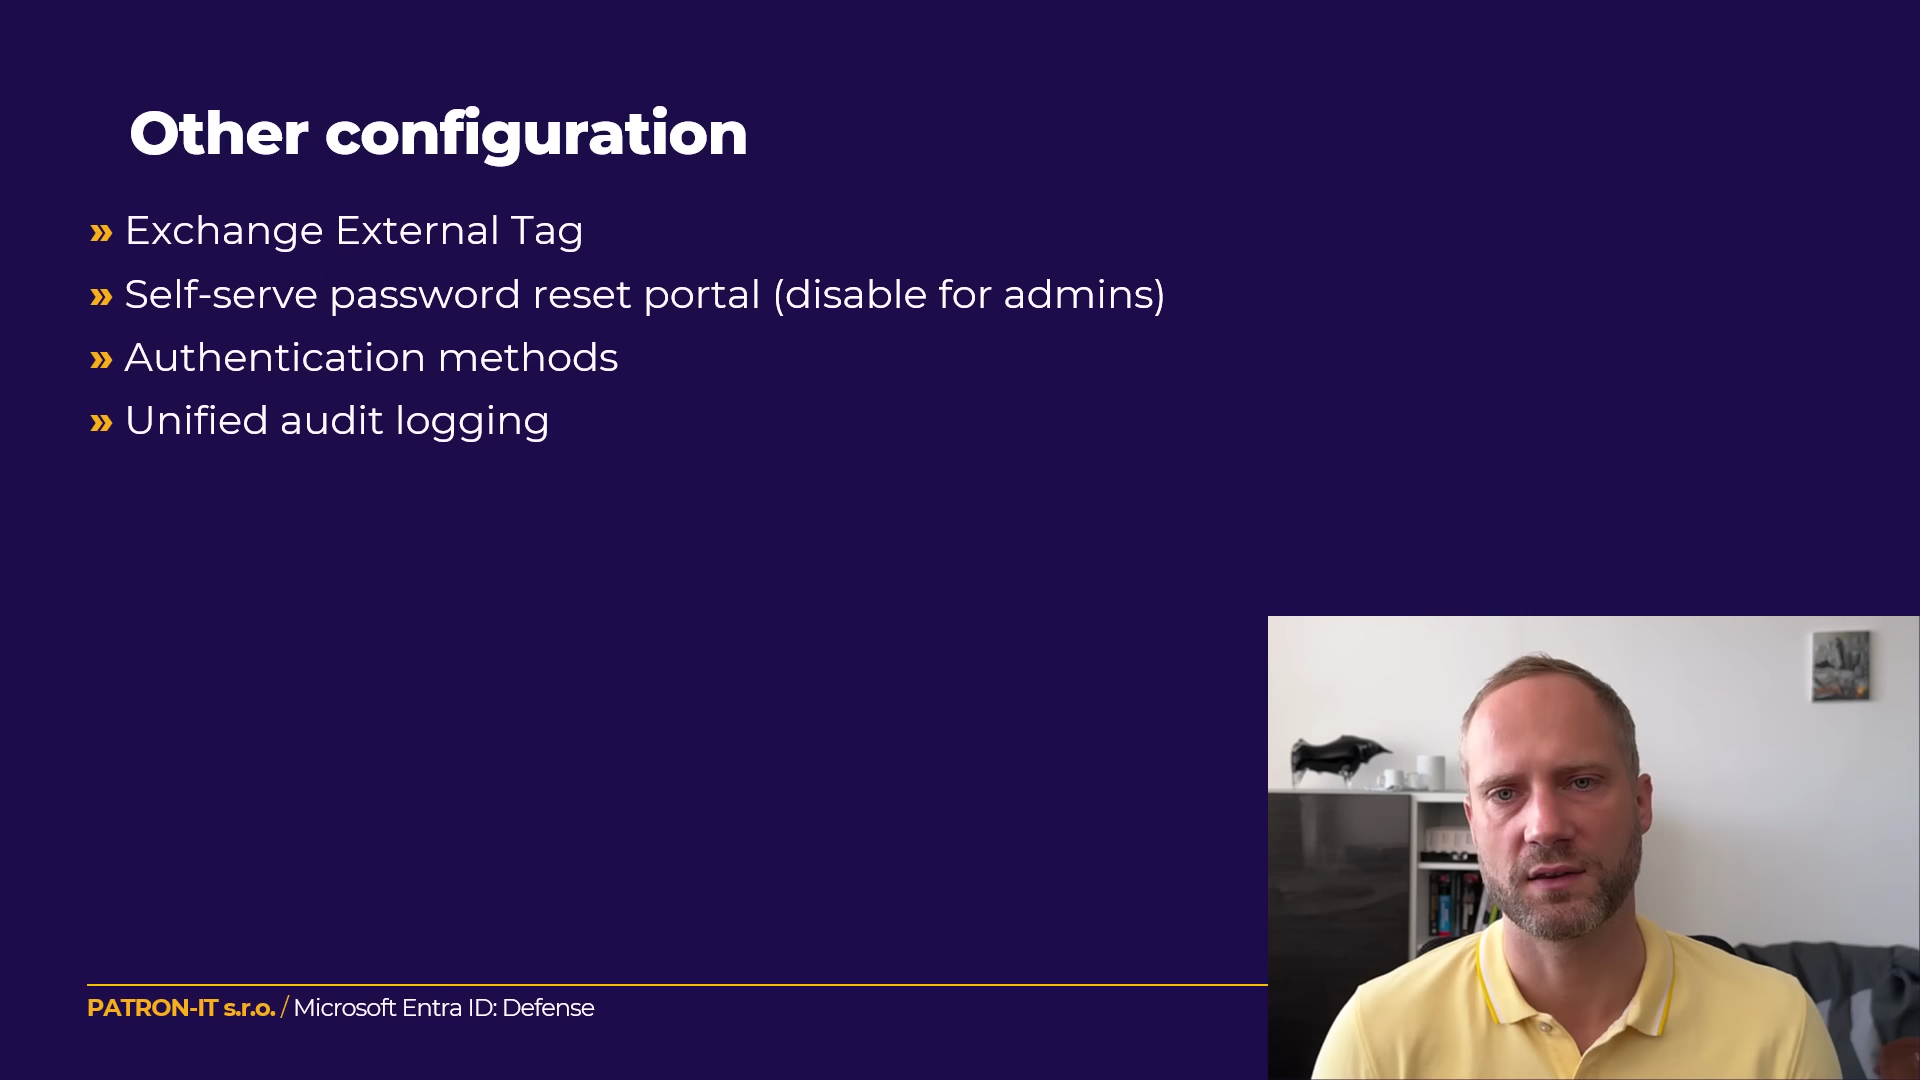 Other configuration
» Exchange External Tag
» Self-serve password reset portal (disable for admins)
» Authentication methods
» Unified audit logging
PATRON-IT s.r.o. / Microsoft Entra ID: Defense